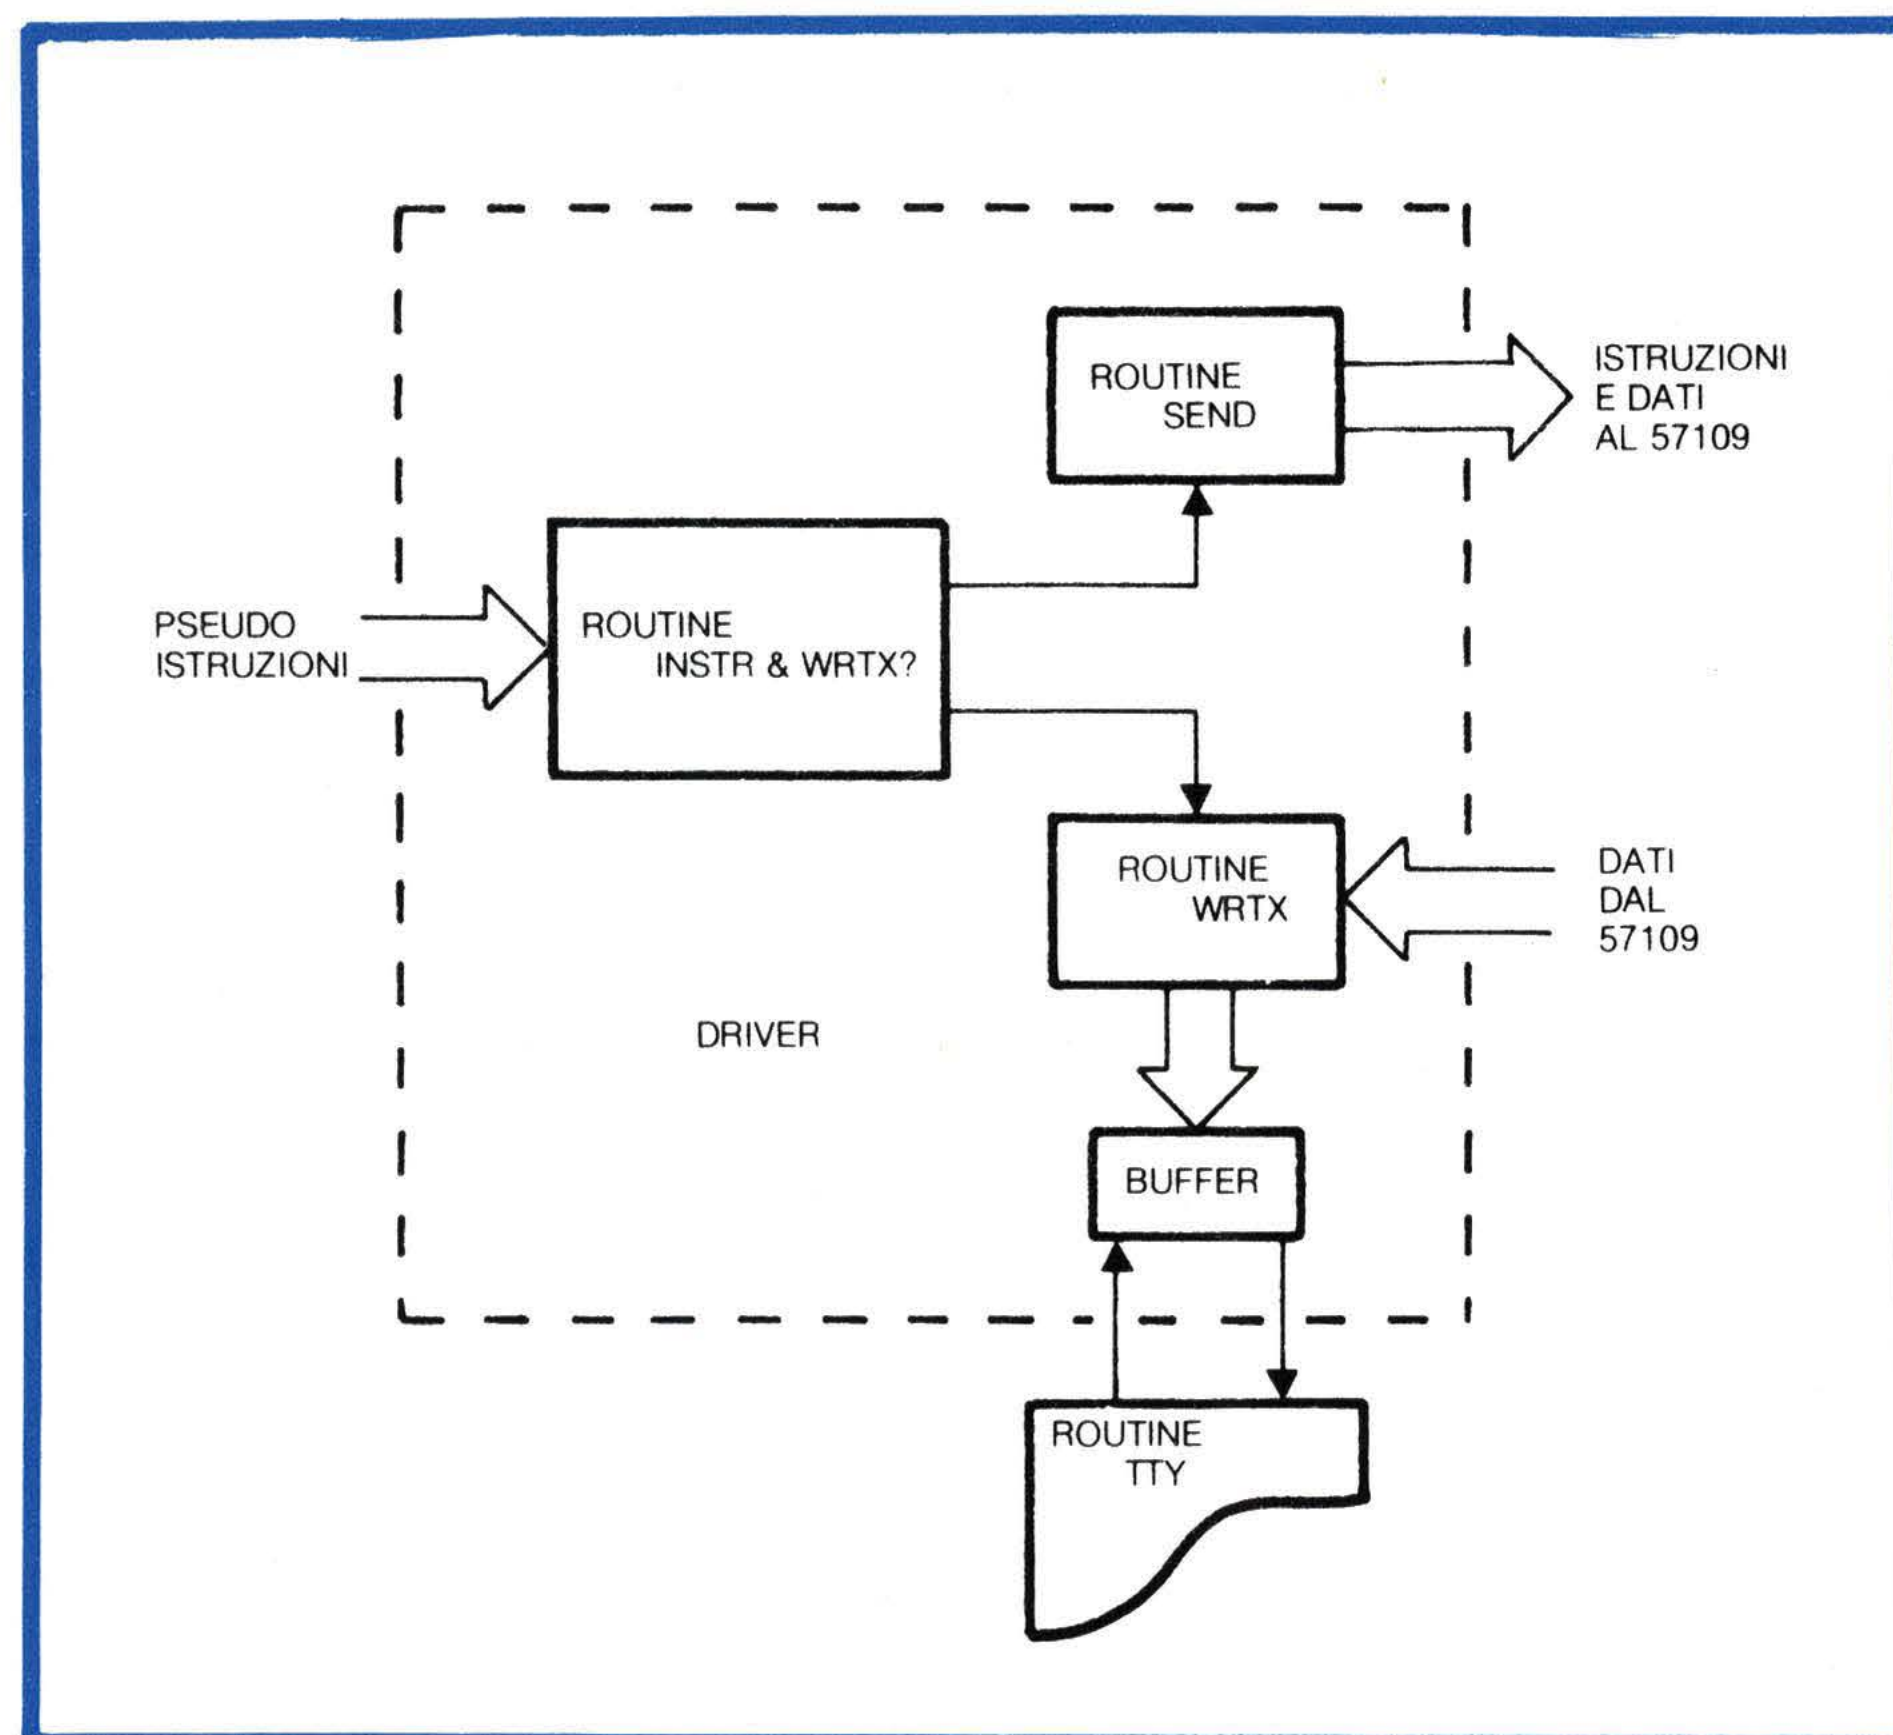 ROUTINE
SEND
ISTRUZIONI
E DATI
AL 57109
PSEUDO
ISTRUZIONI
ROUTINE
INSTR & WRTX?
ROUTINE
WRTX
DATI
DAL
57109
DRIVER
BUFFER
ROUTINE
TTY